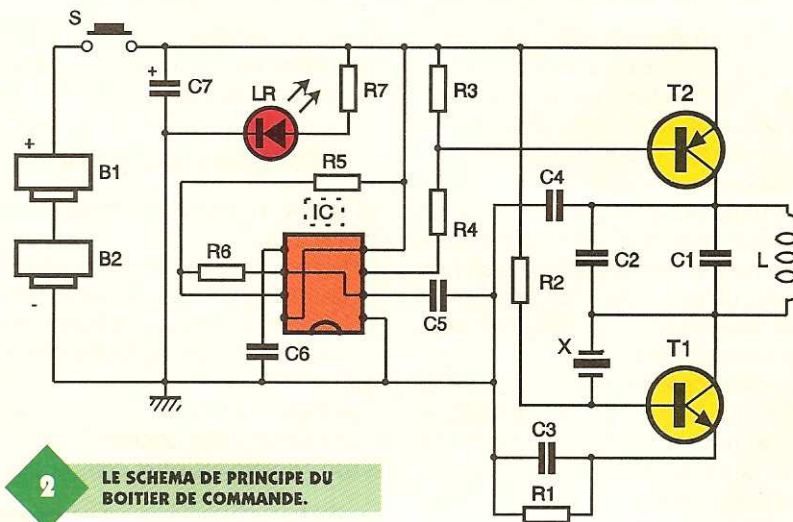 S
+
C7
LR
R7
R3
T2
R5
IC
C4
+
B1
R6
R4
C2
C1
L
B2
-
R2
C5
C6
X
T1
C3
R1
2
LE SCHEMA DE PRINCIPE DU
BOITIER DE COMMANDE.